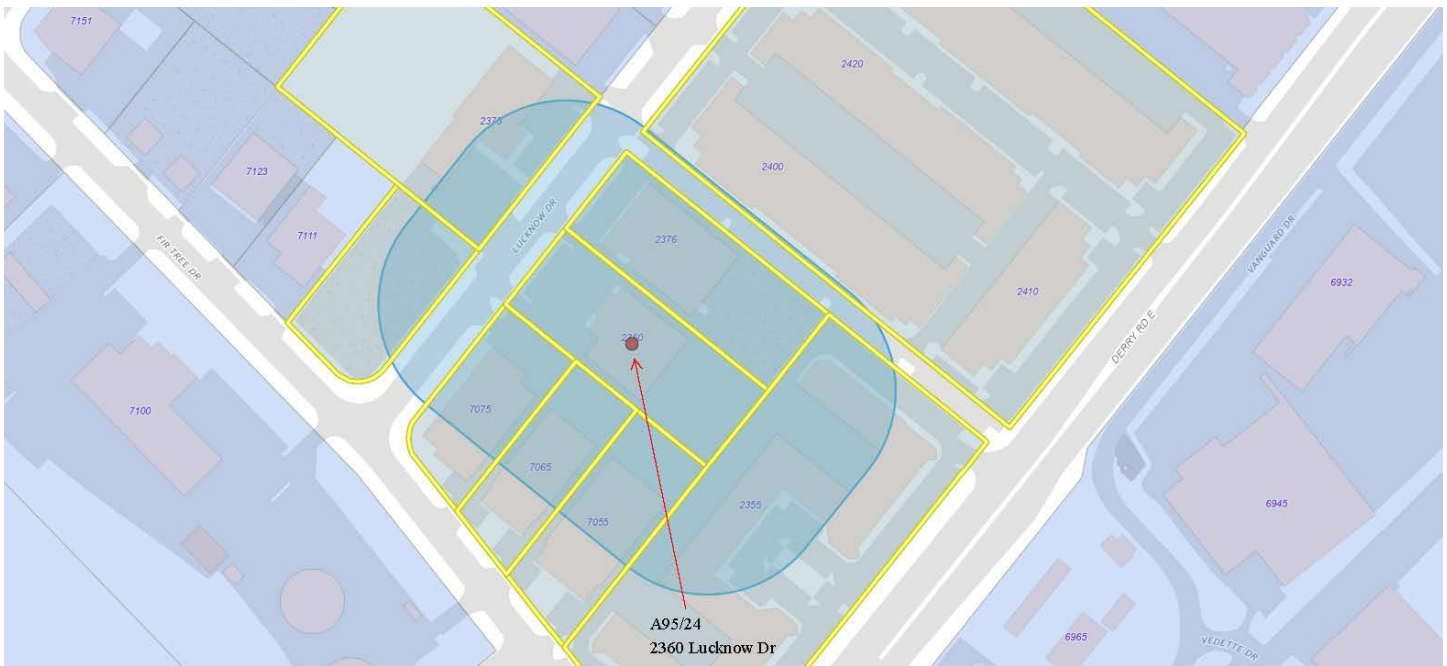 7151
2420
2375
2400
7123
LUCKNOW DR
7111
2376
FIR TREE DR
VANGUARD DR
6932
2410
DERRY RD E
2360
7100
7075
7065
7055
2355
6945
A95/24
2360 Lucknow Dr
6965
VEDETTE DR